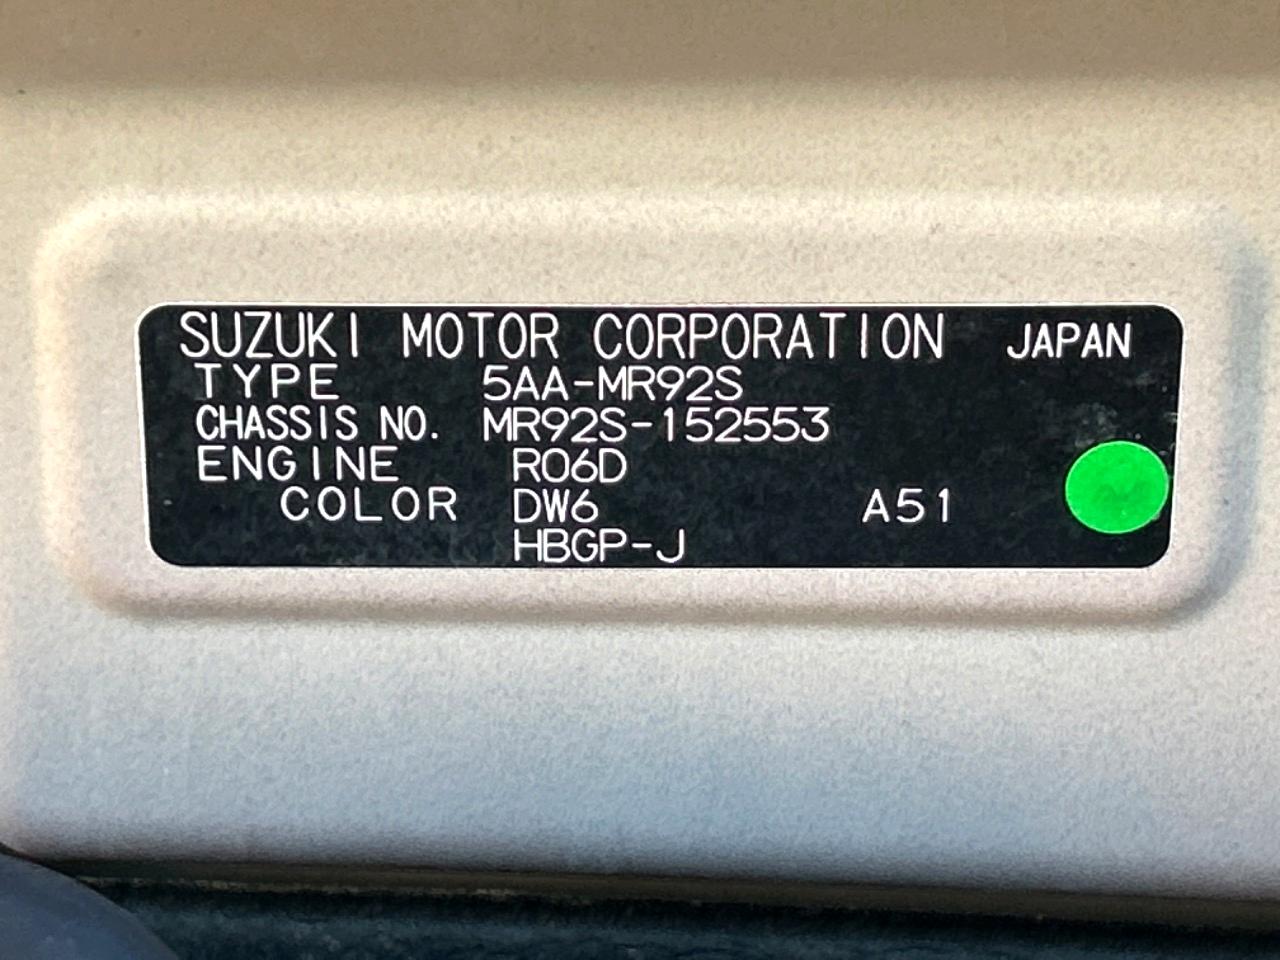 SUZUKI MOTOR CORPORATION JAPAN
TYPE 5AA-MR92S
CHASSIS NO. MR92S-152553
ENGINE R06D
COLOR DW6 A51
HBGP-J